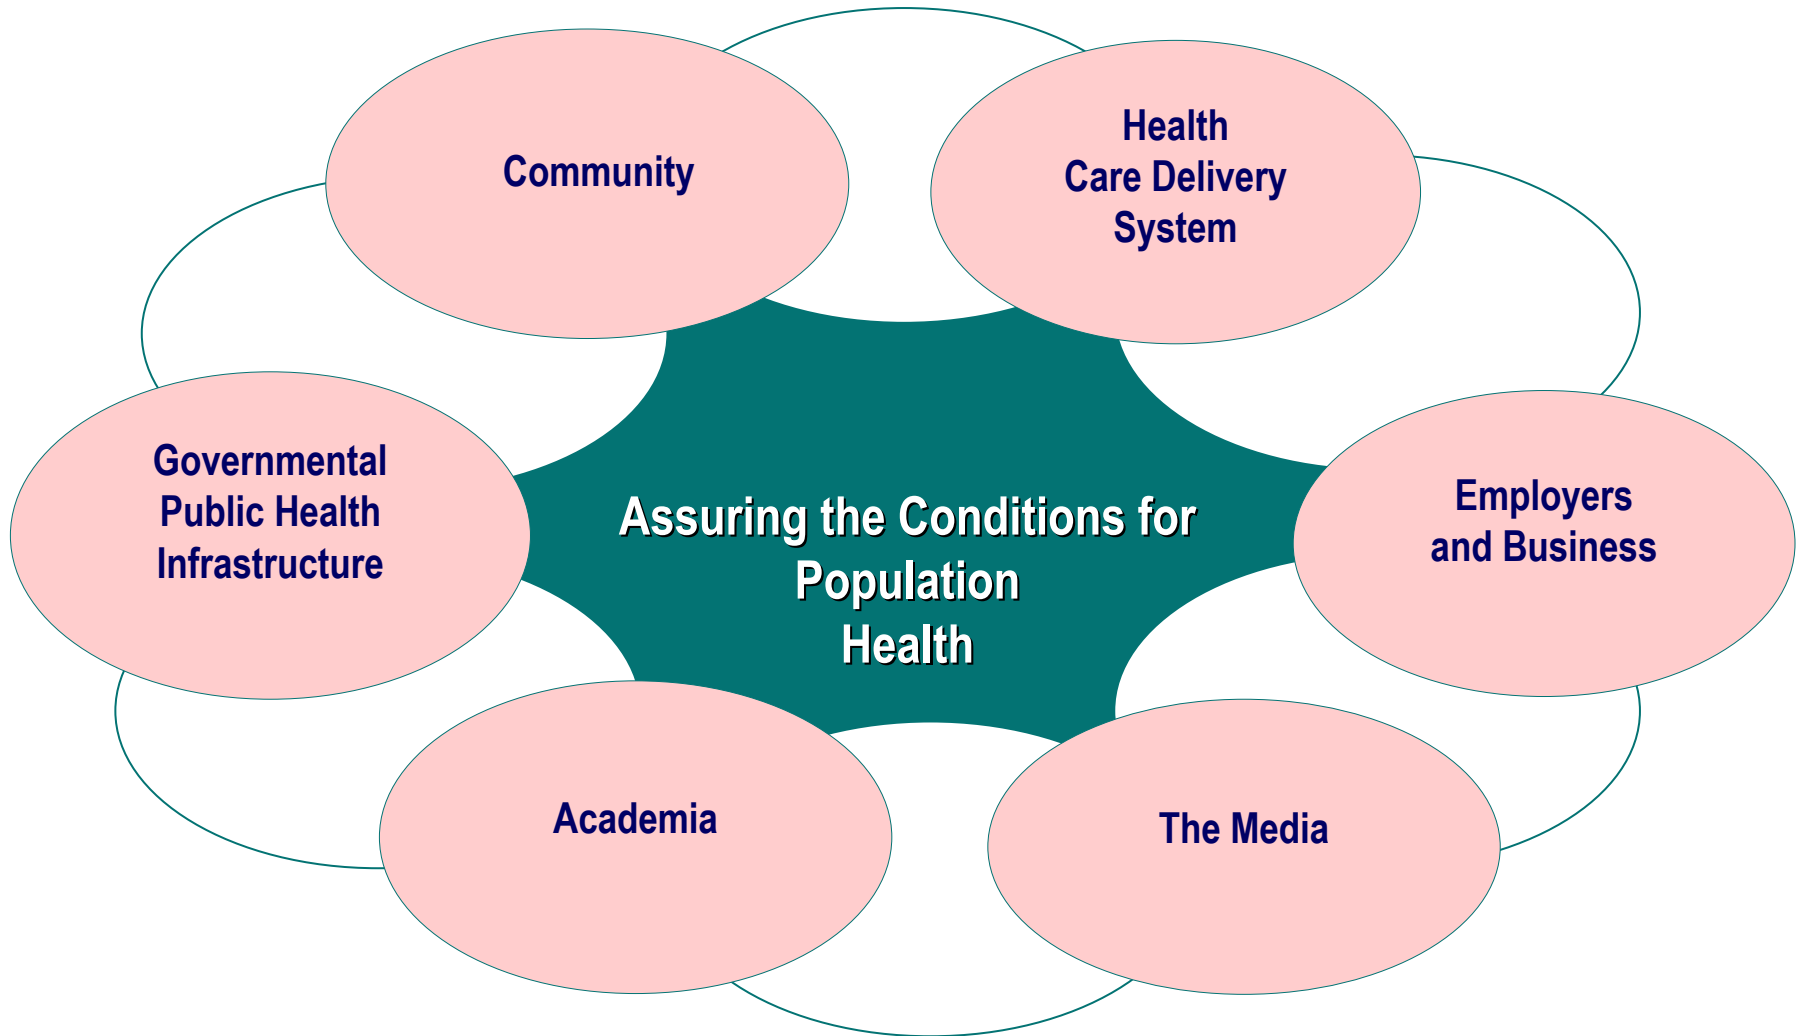 Community
Health
Care Delivery
System
Governmental
Public Health
Infrastructure
Assuring the Conditions for
Population
Health
Employers
and Business
Academia
The Media